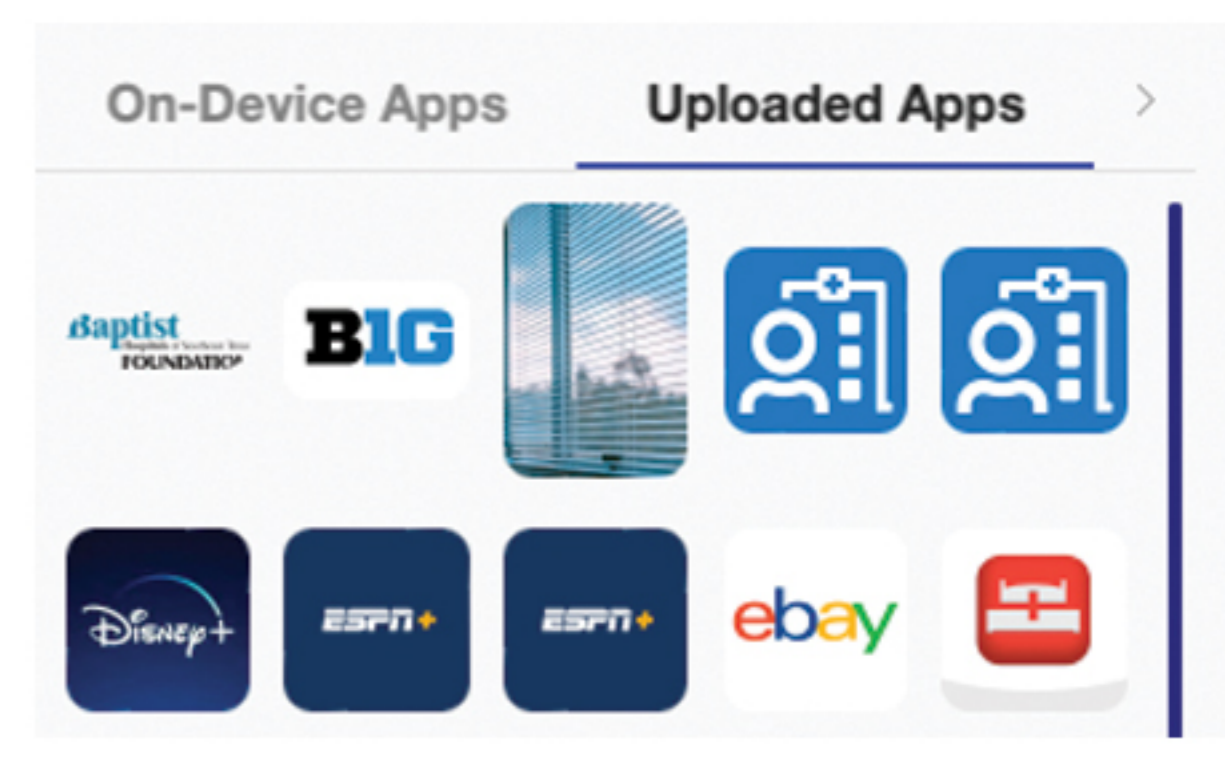 On-Device Apps Uploaded Apps
Baptist
FOUNDATION
B1G
Disney+
ESPN+
ESPN+
ebay